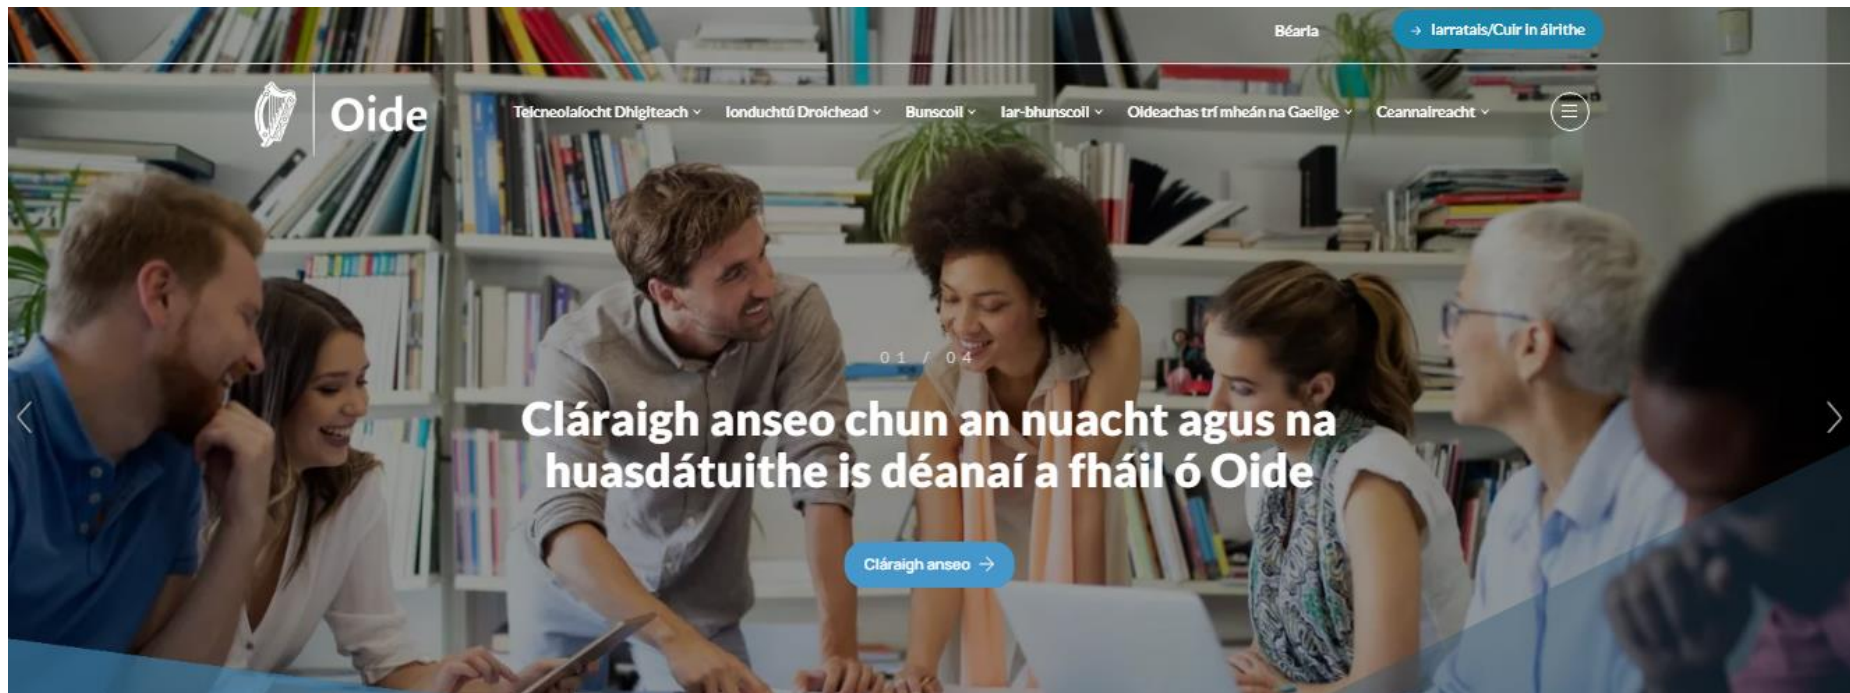 Béarla
→ Iarratais/Cuir in áirithe
Oide
Teicneolaíocht Dhigiteach
Ionduchtú Droichead
Bunscoil
Iar-bhunscoil
Oideachas trí mheán na Gaeilge
Ceannaireacht
01 / 04
Cláraigh anseo chun an nuacht agus na
huasdátuithe is déanaí a fháil ó Oide
Cláraigh anseo →